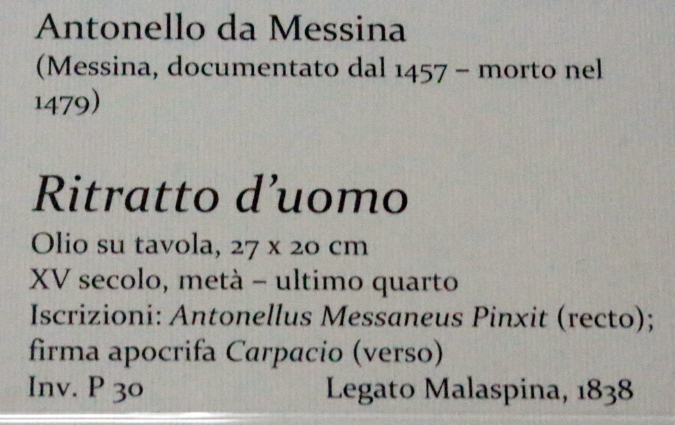 Antonello da Messina
(Messina, documentato dal 1457 – morto nel
1479)
Ritratto d'uomo
Olio su tavola, 27 x 20 cm
XV secolo, metà – ultimo quarto
Iscrizioni: Antonellus Messaneus Pinxit (recto);
firma apocrifa Carpacio (verso)
Inv. P 30 Legato Malaspina, 1838